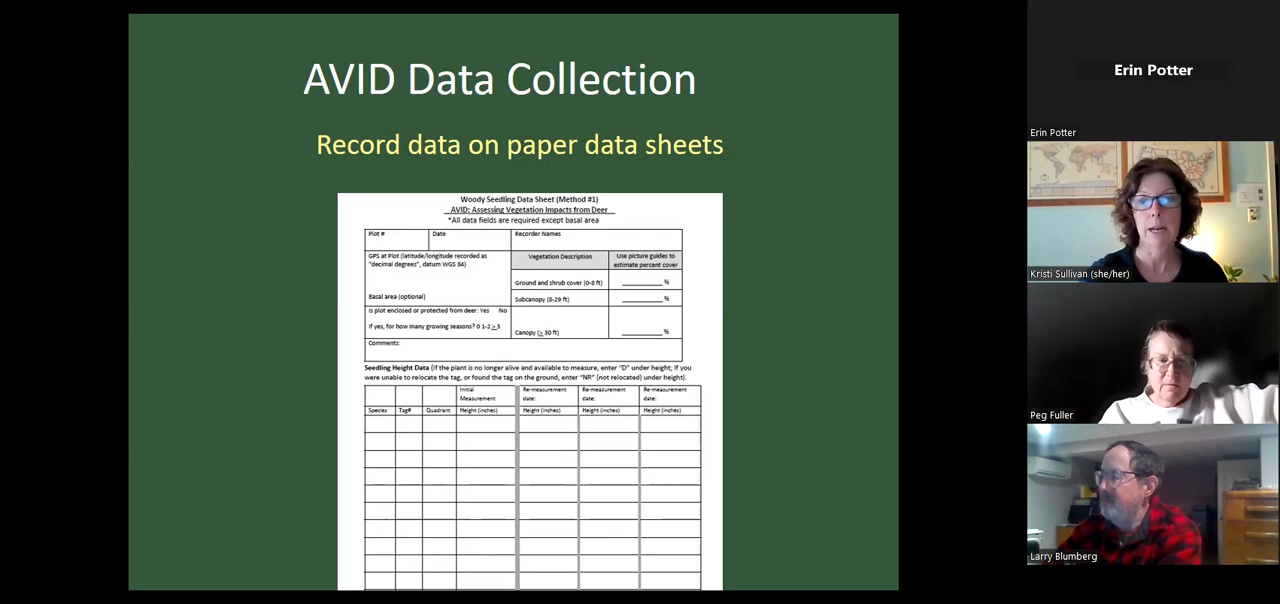 AVID Data Collection
Record data on paper data sheets
Woody Seedling Data Sheet (Method #1)
AVID: Assessing Vegetation Impacts from Deer
*All data fields are required except basal area
Plot #
Date
Recorder Names
GPS at Plot (latitude/longitude recorded as
"decimal degrees", datum WGS 84)
Basal area (optional)
Vegetation Description
Use picture guides to
estimate percent cover
Ground and shrub cover (0-8 ft)
%
Subcanopy (8-29 ft)
%
Is plot enclosed or protected from deer: Yes No
If yes, for how many growing seasons? 0 1-2 ≥3
Canopy (≥ 30 ft)
%
Comments:
Seedling Height Data (If the plant is no longer alive and available to measure, enter "D" under height; If you
were unable to relocate the tag, or found the tag on the ground, enter "NR" (not relocated) under height).
Initial
Measurement
Re-measurement
date:
Re-measurement
date:
Re-measurement
date:
Species
Tag#
Quadrant
Height (inches)
Height (inches)
Height (inches)
Height (inches)
Erin Potter
Erin Potter
Kristi Sullivan (she/her)
Peg Fuller
Larry Blumberg